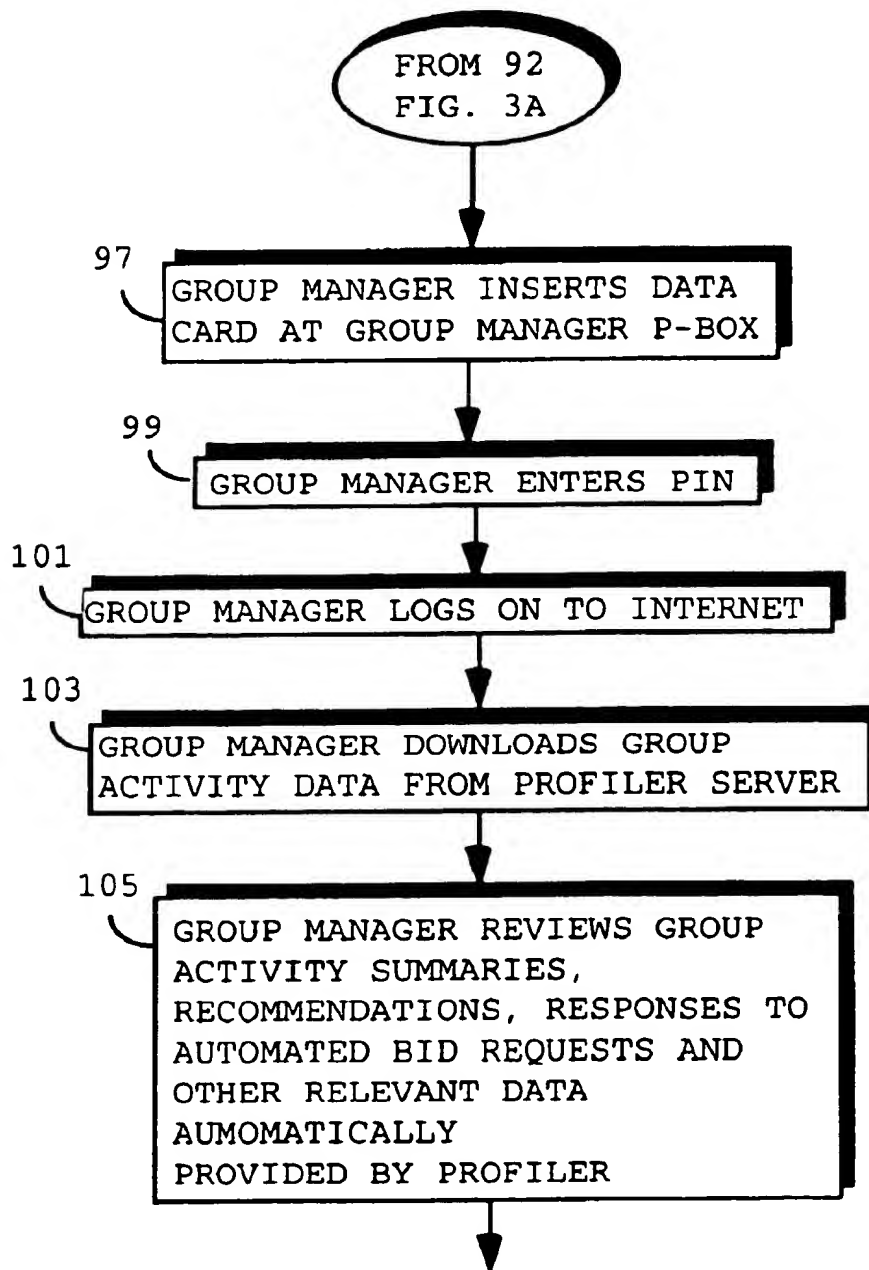 FROM 92
FIG. 3A
97
GROUP MANAGER INSERTS DATA
CARD AT GROUP MANAGER P-BOX
99
GROUP MANAGER ENTERS PIN
101
GROUP MANAGER LOGS ON TO INTERNET
103
GROUP MANAGER DOWNLOADS GROUP
ACTIVITY DATA FROM PROFILER SERVER
105
GROUP MANAGER REVIEWS GROUP
ACTIVITY SUMMARIES,
RECOMMENDATIONS, RESPONSES TO
AUTOMATED BID REQUESTS AND
OTHER RELEVANT DATA
AUMOMATICALLY
PROVIDED BY PROFILER